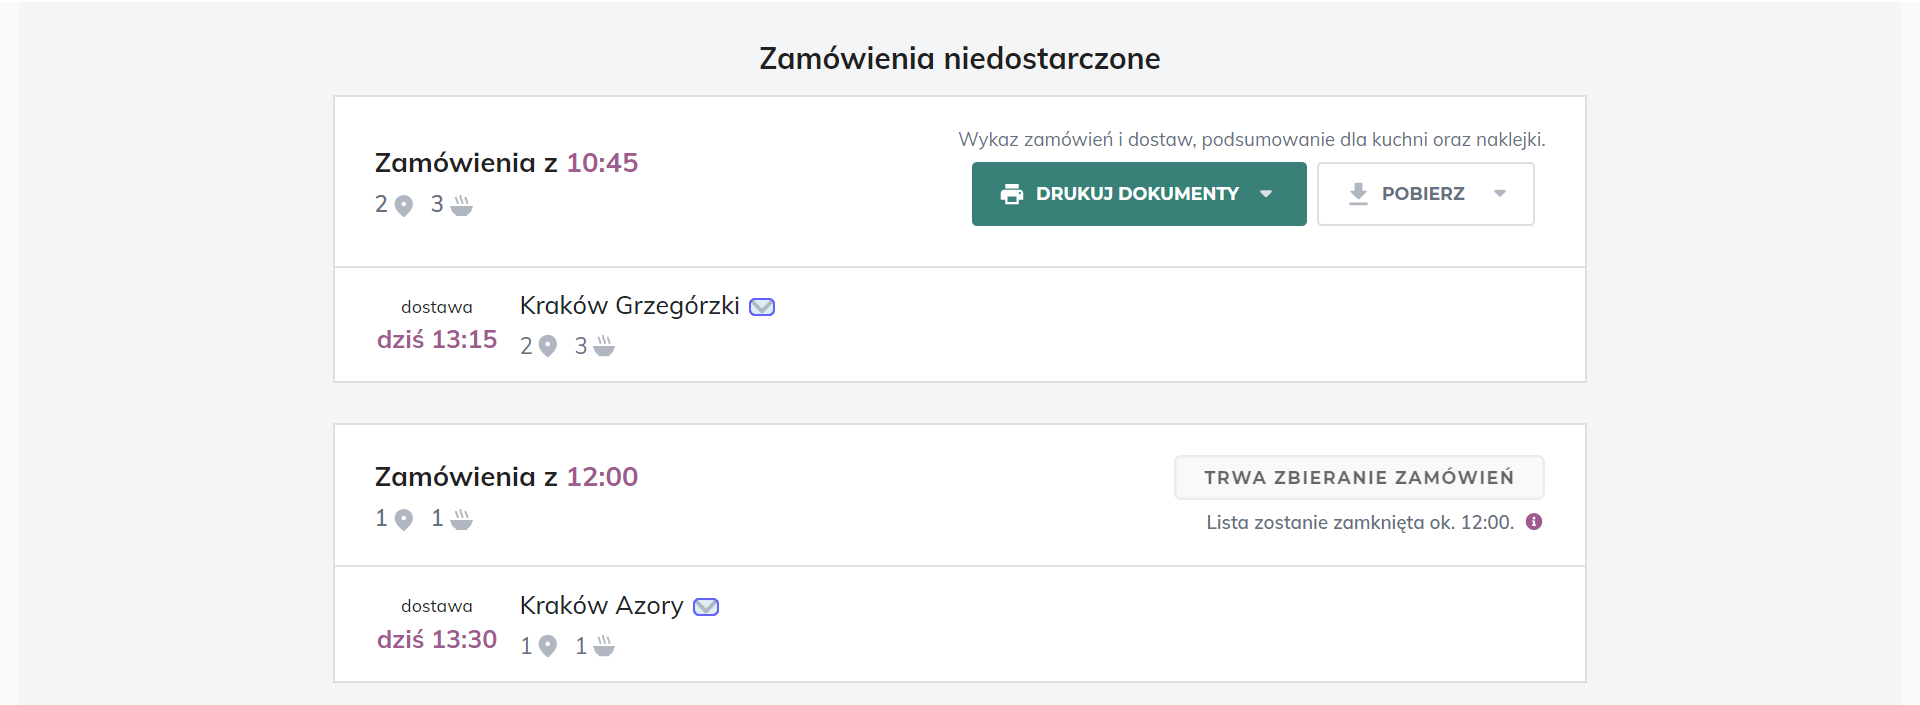 Zamówienia niedostarczone
Zamówienia z 10:45
2 3
Wykaz zamówień i dostaw, podsumowanie dla kuchni oraz naklejki.
DRUKUJ DOKUMENTY
POBIERZ
dostawa
dziś 13:15
Kraków Grzegórzki
2 3
Zamówienia z 12:00
1 1
TRWA ZBIERANIE ZAMÓWIEŃ
Lista zostanie zamknięta ok. 12:00.
dostawa
dziś 13:30
Kraków Azory
1 1